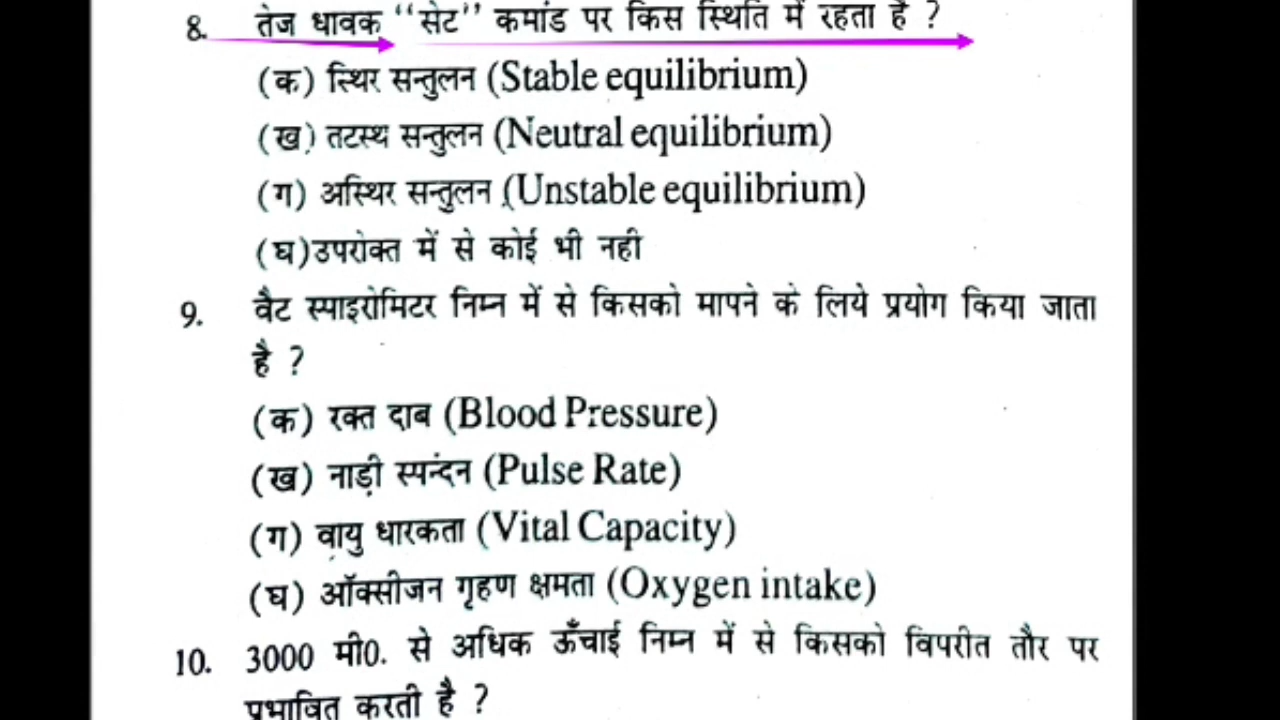 8. तेज धावक ‘‘सेट’’ कमांड पर किस स्थिति में रहता है ?
(क) स्थिर सन्तुलन (Stable equilibrium)
(ख) तटस्थ सन्तुलन (Neutral equilibrium)
(ग) अस्थिर सन्तुलन (Unstable equilibrium)
(घ) उपरोक्त में से कोई भी नही
9. वैट स्पाइरोमिटर निम्न में से किसको मापने के लिये प्रयोग किया जाता
है ?
(क) रक्त दाब (Blood Pressure)
(ख) नाड़ी स्पन्दन (Pulse Rate)
(ग) वायु धारकता (Vital Capacity)
(घ) ऑक्सीजन गृहण क्षमता (Oxygen intake)
10. 3000 मी0. से अधिक ऊँचाई निम्न में से किसको विपरीत तौर पर
प्रभावित करती है ?